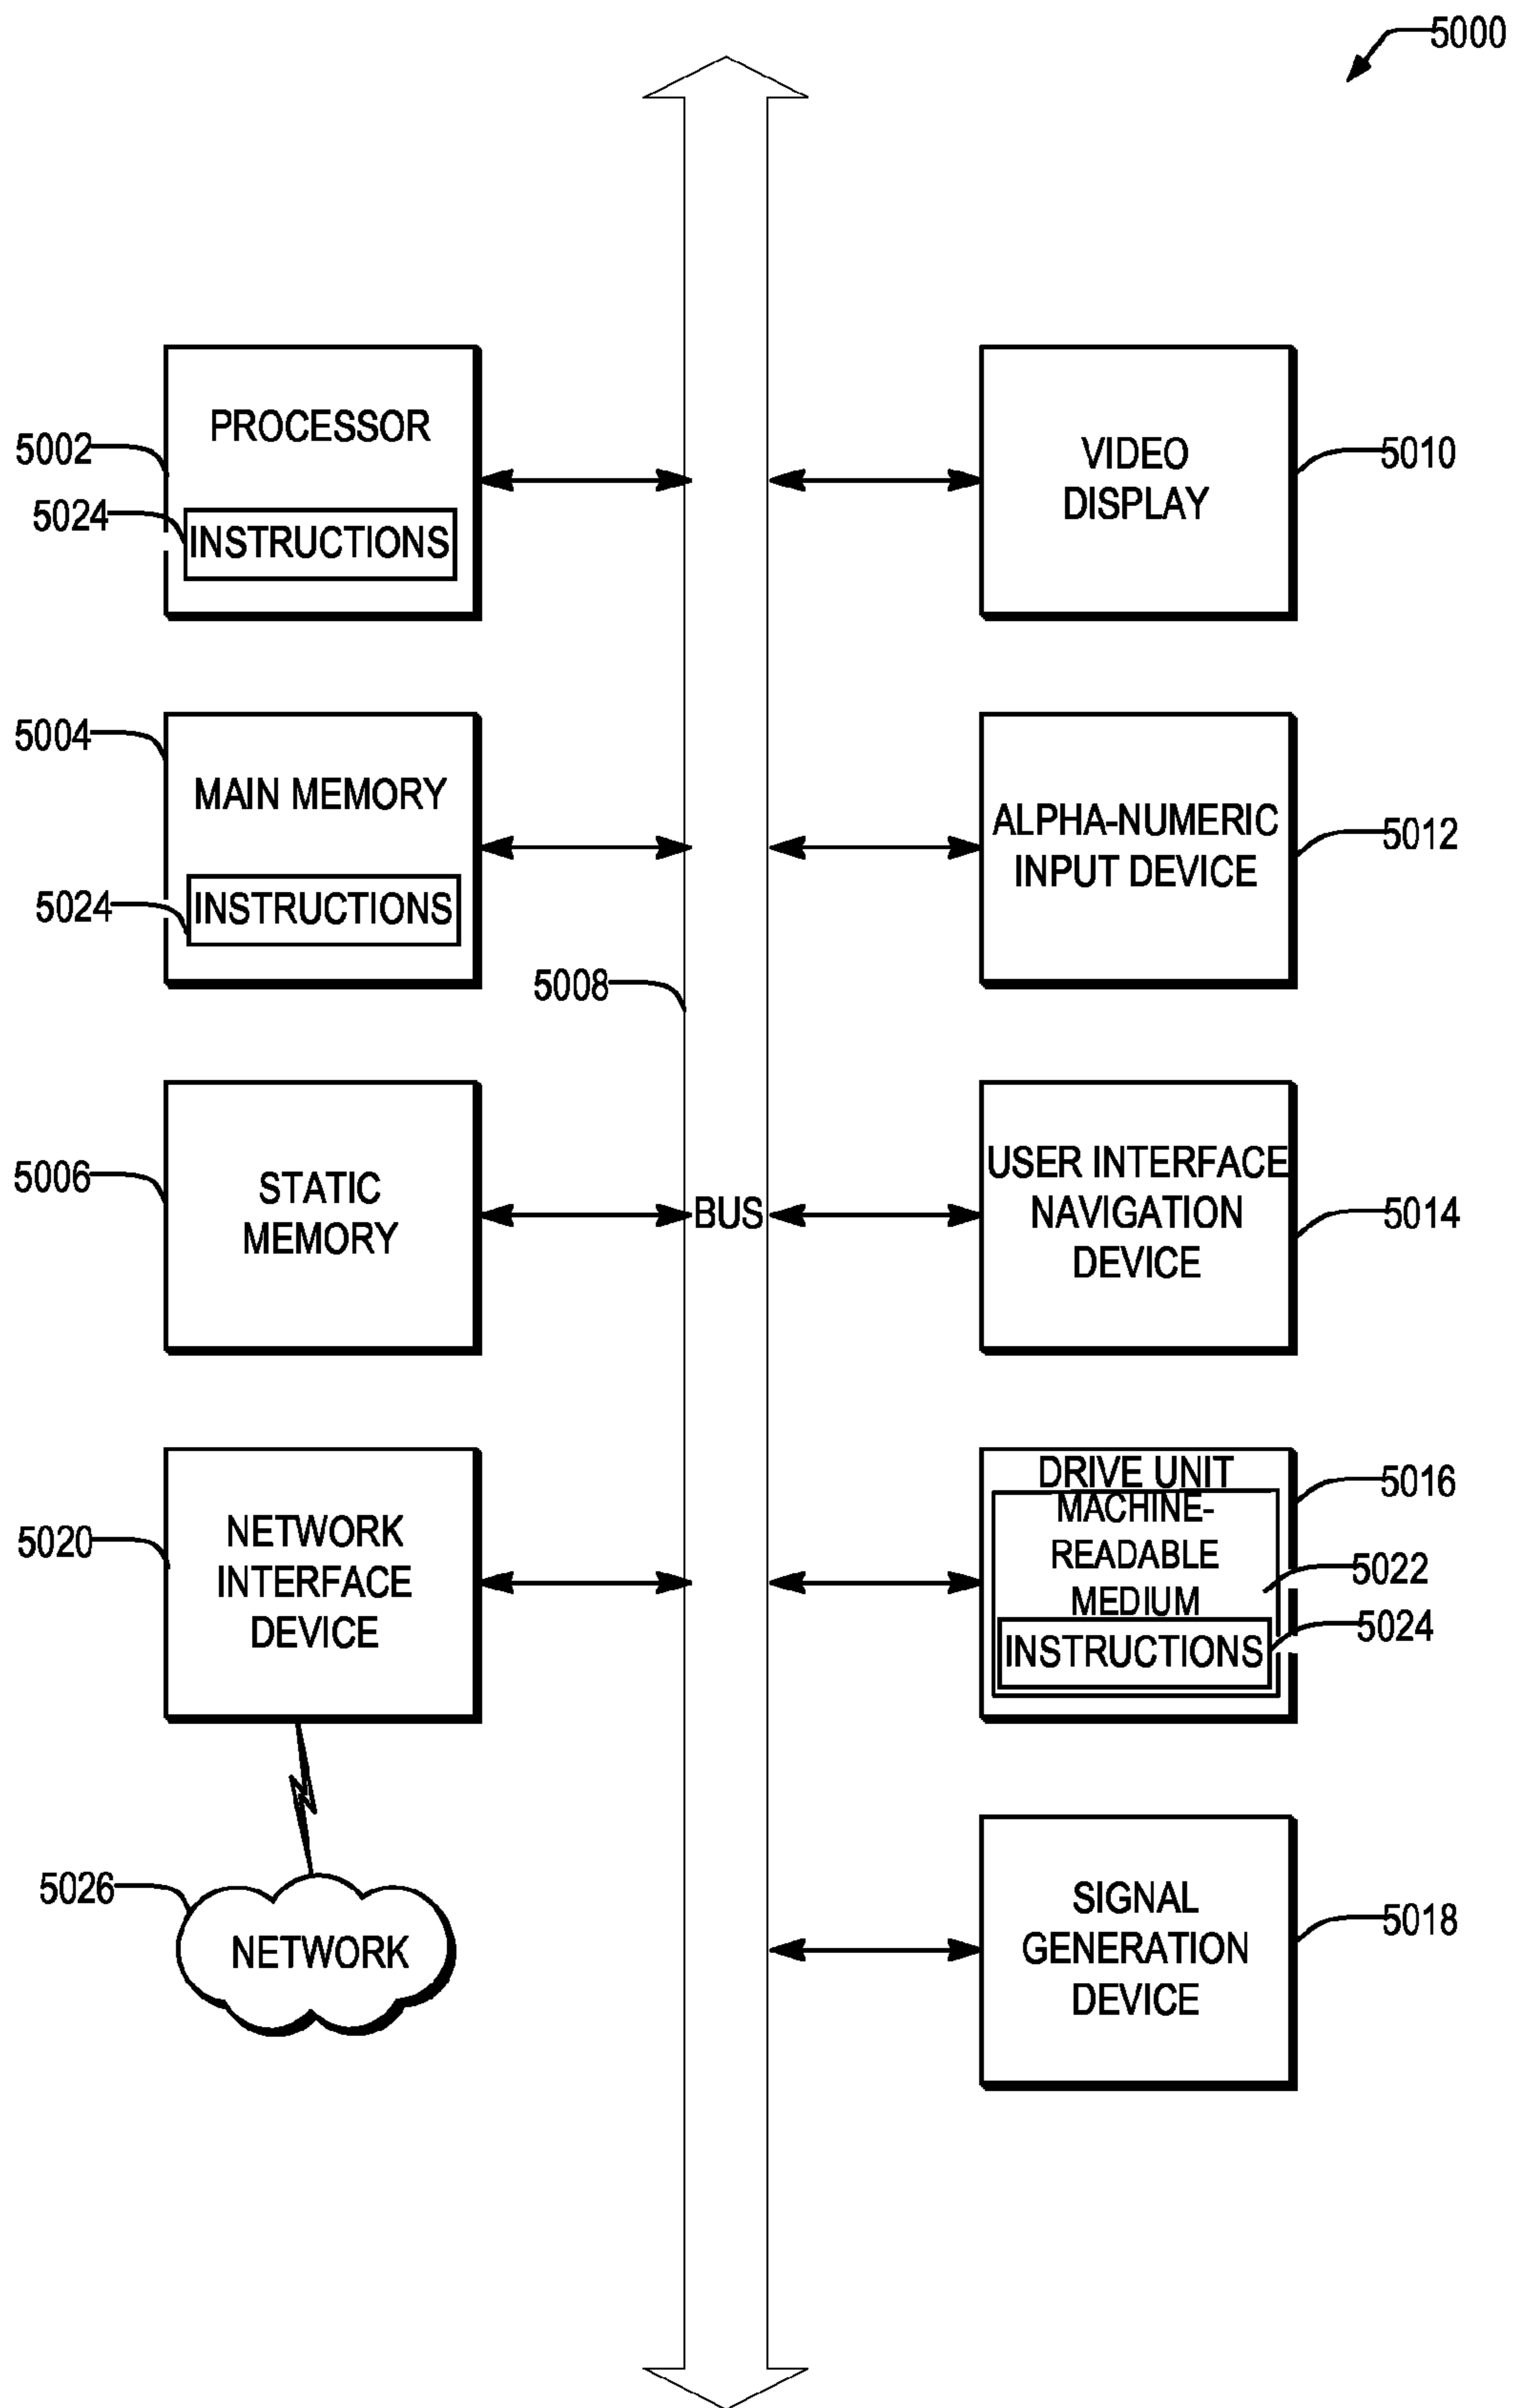 5000
PROCESSOR
5002
5024
INSTRUCTIONS
VIDEO
DISPLAY
5010
5004
MAIN MEMORY
5024
INSTRUCTIONS
ALPHA-NUMERIC
INPUT DEVICE
5012
5008
5006
STATIC
MEMORY
BUS
USER INTERFACE
NAVIGATION
DEVICE
5014
5020
NETWORK
INTERFACE
DEVICE
DRIVE UNIT
5016
MACHINE-
READABLE
MEDIUM
5022
INSTRUCTIONS
5024
5026
NETWORK
SIGNAL
GENERATION
DEVICE
5018